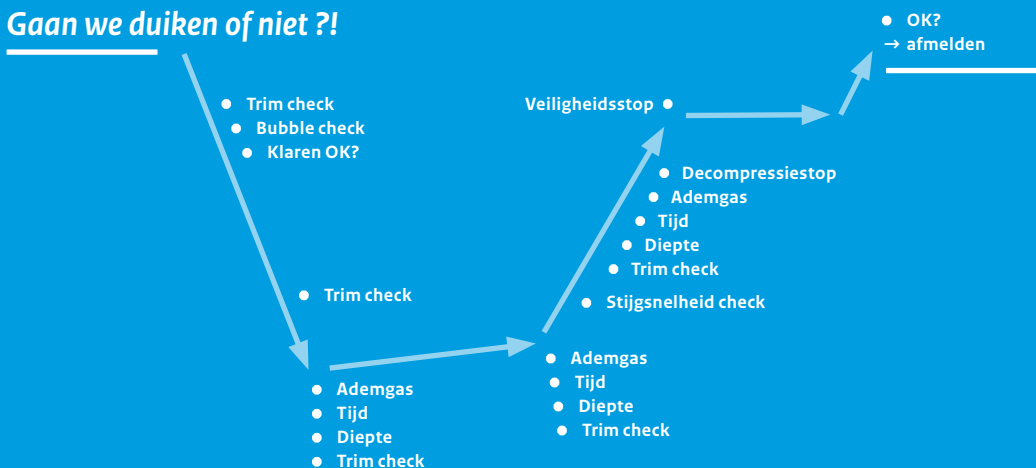 Gaan we duiken of niet ?!
Trim check
Bubble check
Klaren OK?
Trim check
Ademgas
Tijd
Diepte
Trim check
Ademgas
Tijd
Diepte
Trim check
Stijgsnelheid check
Trim check
Diepte
Tijd
Ademgas
Decompressiestop
Veiligheidsstop
OK?
→ afmelden